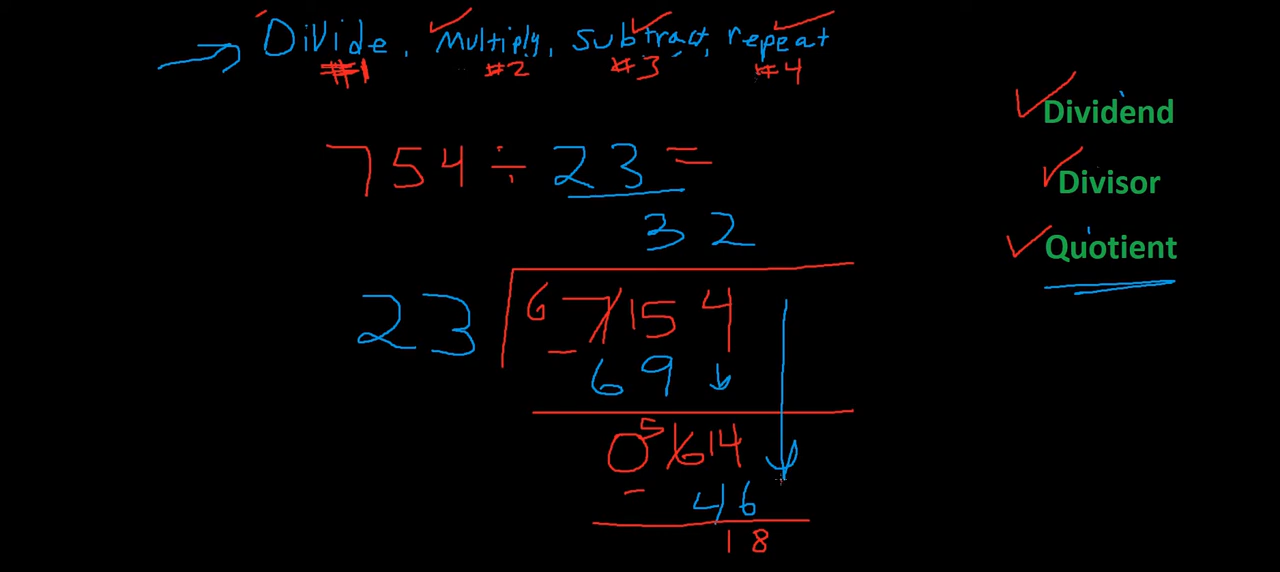 Divide, Multiply, Subtract, repeat
#1 #2 #3 #4
Dividend
754 ÷ 23 =
Divisor
32
Quotient
23 6 7 15 4
- 69
0 5 6 14
- 46
18